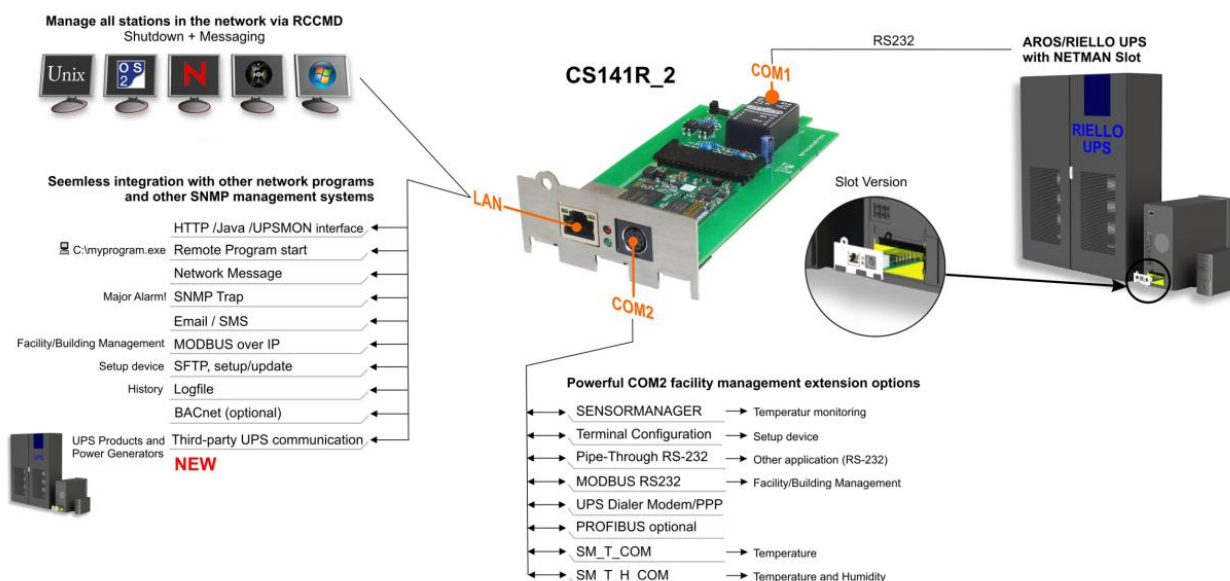 Manage all stations in the network via RCCMD
Shutdown + Messaging
Unix
OS
2
N
Seemless integration with other network programs
and other SNMP management systems
HTTP /Java /UPSMON interface
C:\myprogram.exe Remote Program start
Network Message
Major Alarm! SNMP Trap
Email / SMS
Facility/Building Management MODBUS over IP
Setup device SFTP, setup/update
History Logfile
BACnet (optional)
UPS Products and
Power Generators
Third-party UPS communication
NEW
UPS
LAN
CS141R_2
COM1
COM2
RS232
AROS/RIELLO UPS
with NETMAN Slot
RIELLO
UPS
Slot Version
Powerful COM2 facility management extension options
SENSORMANAGER Temperatur monitoring
Terminal Configuration Setup device
Pipe-Through RS-232 Other application (RS-232)
MODBUS RS232 Facility/Building Management
UPS Dialer Modem/PPP
PROFIBUS optional
SM_T_COM Temperature
SM_T_H_COM Temperature and Humidity